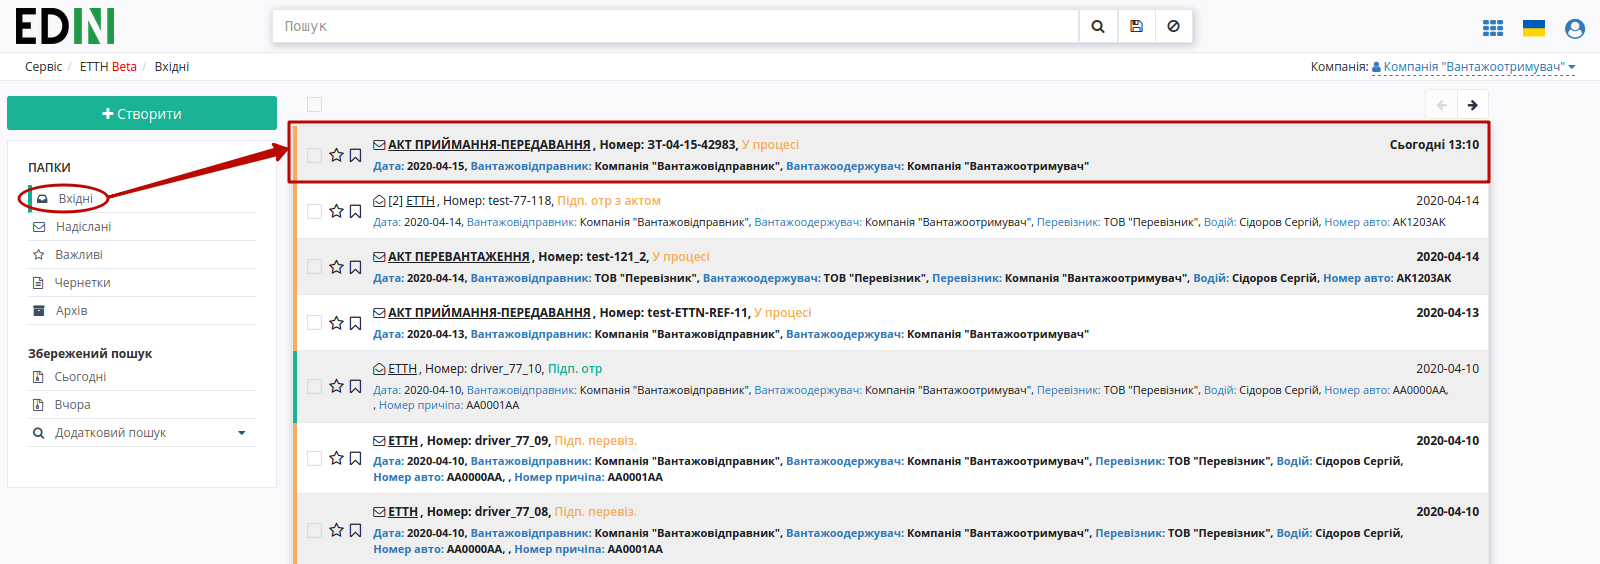 EDIN
Пошук
Сервіс / ЕТТН Beta / Вхідні
Компанія: Компанія "Вантажоотримувач"
Створити
ПАПКИ
Вхідні
Надіслані
Важливі
Чернетки
Архів
Збережений пошук
Сьогодні
Вчора
Додатковий пошук
АКТ ПРИЙМАННЯ-ПЕРЕДАВАННЯ , Номер: ЗТ-04-15-42983, У процесі Сьогодні 13:10
Дата: 2020-04-15, Вантажовідправник: Компанія "Вантажовідправник", Вантажоодержувач: Компанія "Вантажоотримувач"
[2] ЕТТН , Номер: test-77-118, Підп. отр з актом 2020-04-14
Дата: 2020-04-14, Вантажовідправник: Компанія "Вантажовідправник", Вантажоодержувач: Компанія "Вантажоотримувач", Перевізник: ТОВ "Перевізник", Водій: Сідоров Сергій, Номер авто: АК1203АК
АКТ ПЕРЕВАНТАЖЕННЯ , Номер: test-121_2, У процесі 2020-04-14
Дата: 2020-04-14, Вантажовідправник: ТОВ "Перевізник", Вантажоодержувач: ТОВ "Перевізник", Перевізник: Компанія "Вантажоотримувач", Водій: Сідоров Сергій, Номер авто: АК1203АК
АКТ ПРИЙМАННЯ-ПЕРЕДАВАННЯ , Номер: test-ETTN-REF-11, У процесі 2020-04-13
Дата: 2020-04-13, Вантажовідправник: Компанія "Вантажовідправник", Вантажоодержувач: Компанія "Вантажоотримувач"
ЕТТН , Номер: driver_77_10, Підп. отр 2020-04-10
Дата: 2020-04-10, Вантажовідправник: Компанія "Вантажовідправник", Вантажоодержувач: Компанія "Вантажоотримувач", Перевізник: ТОВ "Перевізник", Водій: Сідоров Сергій, Номер авто: АА0000АА,
, Номер причіпа: АА0001АА
ЕТТН , Номер: driver_77_09, Підп. перевіз. 2020-04-10
Дата: 2020-04-10, Вантажовідправник: Компанія "Вантажовідправник", Вантажоодержувач: Компанія "Вантажоотримувач", Перевізник: ТОВ "Перевізник", Водій: Сідоров Сергій,
Номер авто: АА0000АА, , Номер причіпа: АА0001АА
ЕТТН , Номер: driver_77_08, Підп. перевіз. 2020-04-10
Дата: 2020-04-10, Вантажовідправник: Компанія "Вантажовідправник", Вантажоодержувач: Компанія "Вантажоотримувач", Перевізник: ТОВ "Перевізник", Водій: Сідоров Сергій,
Номер авто: АА0000АА, , Номер причіпа: АА0001АА